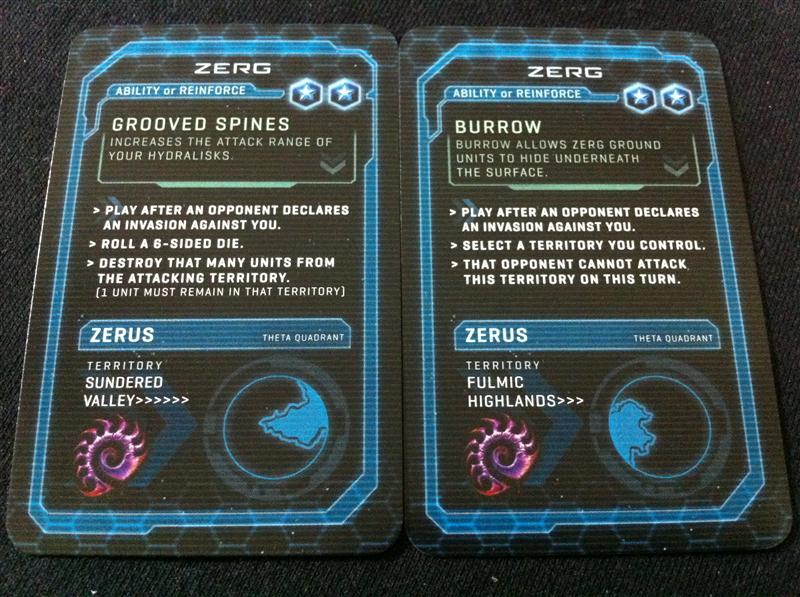 ZERG
ABILITY or REINFORCE
GROOVED SPINES
INCREASES THE ATTACK RANGE OF
YOUR HYDRALISKS.
> PLAY AFTER AN OPPONENT DECLARES
AN INVASION AGAINST YOU.
> ROLL A 6-SIDED DIE.
> DESTROY THAT MANY UNITS FROM
THE ATTACKING TERRITORY.
(1 UNIT MUST REMAIN IN THAT TERRITORY)
ZERUS THETA QUADRANT
TERRITORY
SUNDERED
VALLEY>>>>>>
ZERG
ABILITY or REINFORCE
BURROW
BURROW ALLOWS ZERG GROUND
UNITS TO HIDE UNDERNEATH
THE SURFACE.
> PLAY AFTER AN OPPONENT DECLARES
AN INVASION AGAINST YOU.
> SELECT A TERRITORY YOU CONTROL.
> THAT OPPONENT CANNOT ATTACK
THIS TERRITORY ON THIS TURN.
ZERUS THETA QUADRANT
TERRITORY
FULMIC
HIGHLANDS>>>